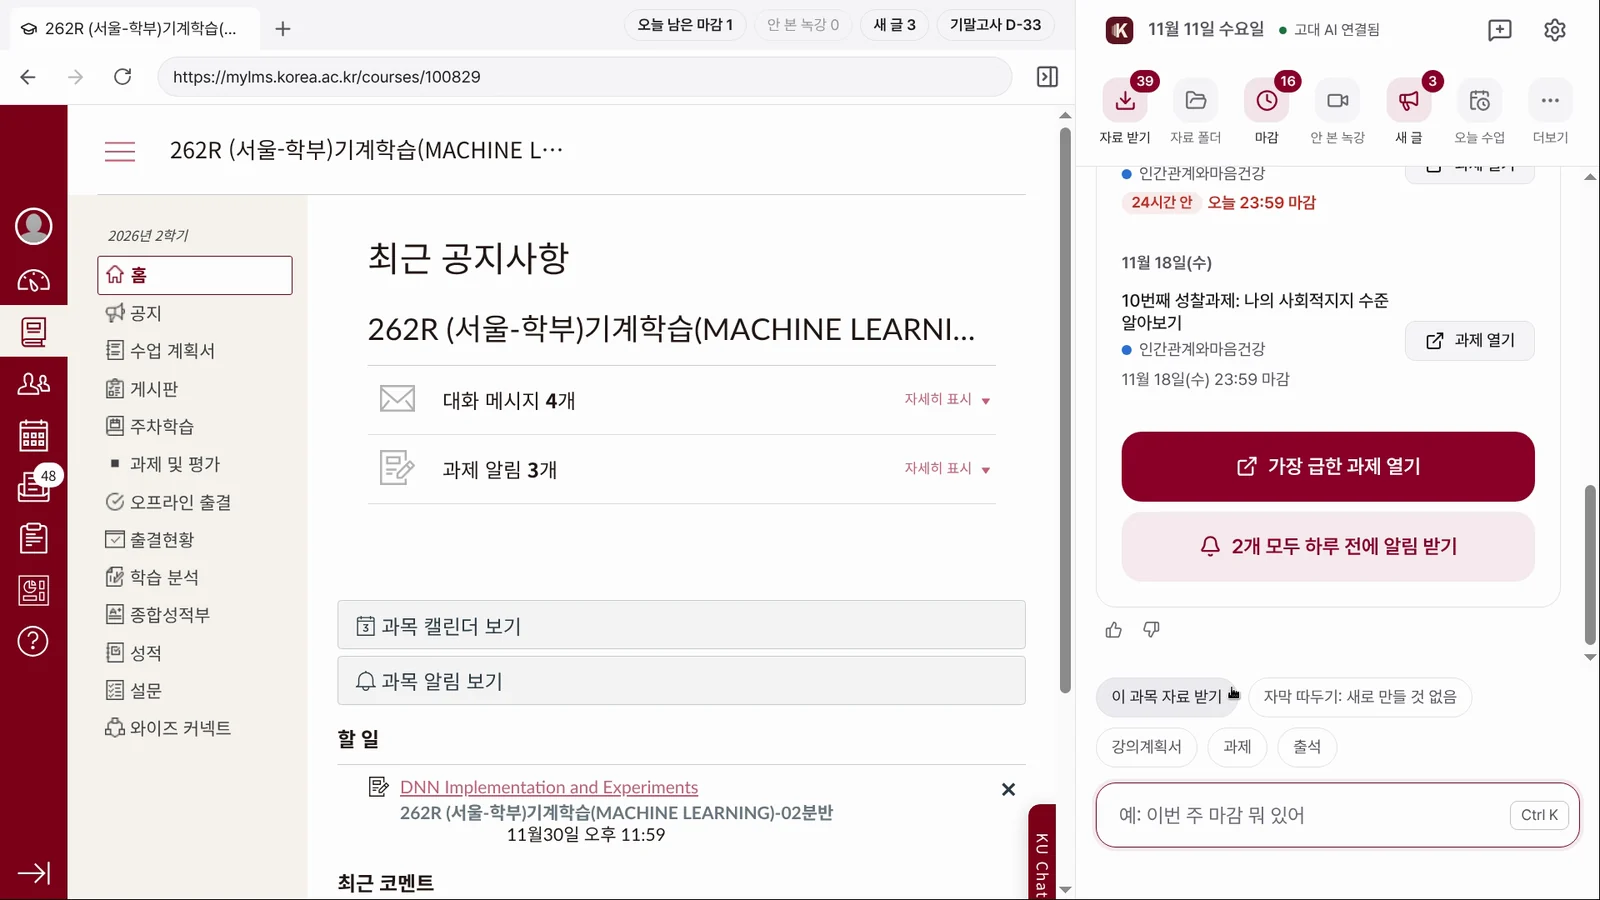 262R (서울-학부)기계학습(...
오늘 남은 마감 1
안 본 녹강 0
새 글 3
기말고사 D-33
https://mylms.korea.ac.kr/courses/100829
262R (서울-학부)기계학습(MACHINE L···
2026년 2학기
홈
공지
수업 계획서
게시판
주차학습
과제 및 평가
오프라인 출결
출결현황
학습 분석
종합성적부
성적
설문
와이즈 커넥트
48
최근 공지사항
262R (서울-학부)기계학습(MACHINE LEARNI...
대화 메시지 4개
자세히 표시
과제 알림 3개
자세히 표시
3
과목 캘린더 보기
과목 알림 보기
할 일
DNN Implementation and Experiments
262R (서울-학부)기계학습(MACHINE LEARNING)-02분반
11월30일 오후 11:59
최근 코멘트
KU Chat
K
11월 11일 수요일
고대 AI 연결됨
39
16
3
자료 받기
자료 폴더
마감
안 본 녹강
새 글
오늘 수업
더보기
인간관계와마음건강
과제 열기
24시간 안
오늘 23:59 마감
11월 18일(수)
10번째 성찰과제: 나의 사회적지지 수준
알아보기
인간관계와마음건강
과제 열기
11월 18일(수) 23:59 마감
가장 급한 과제 열기
2개 모두 하루 전에 알림 받기
이 과목 자료 받기
자막 따두기: 새로 만들 것 없음
강의계획서
과제
출석
예: 이번 주 마감 뭐 있어
Ctrl K